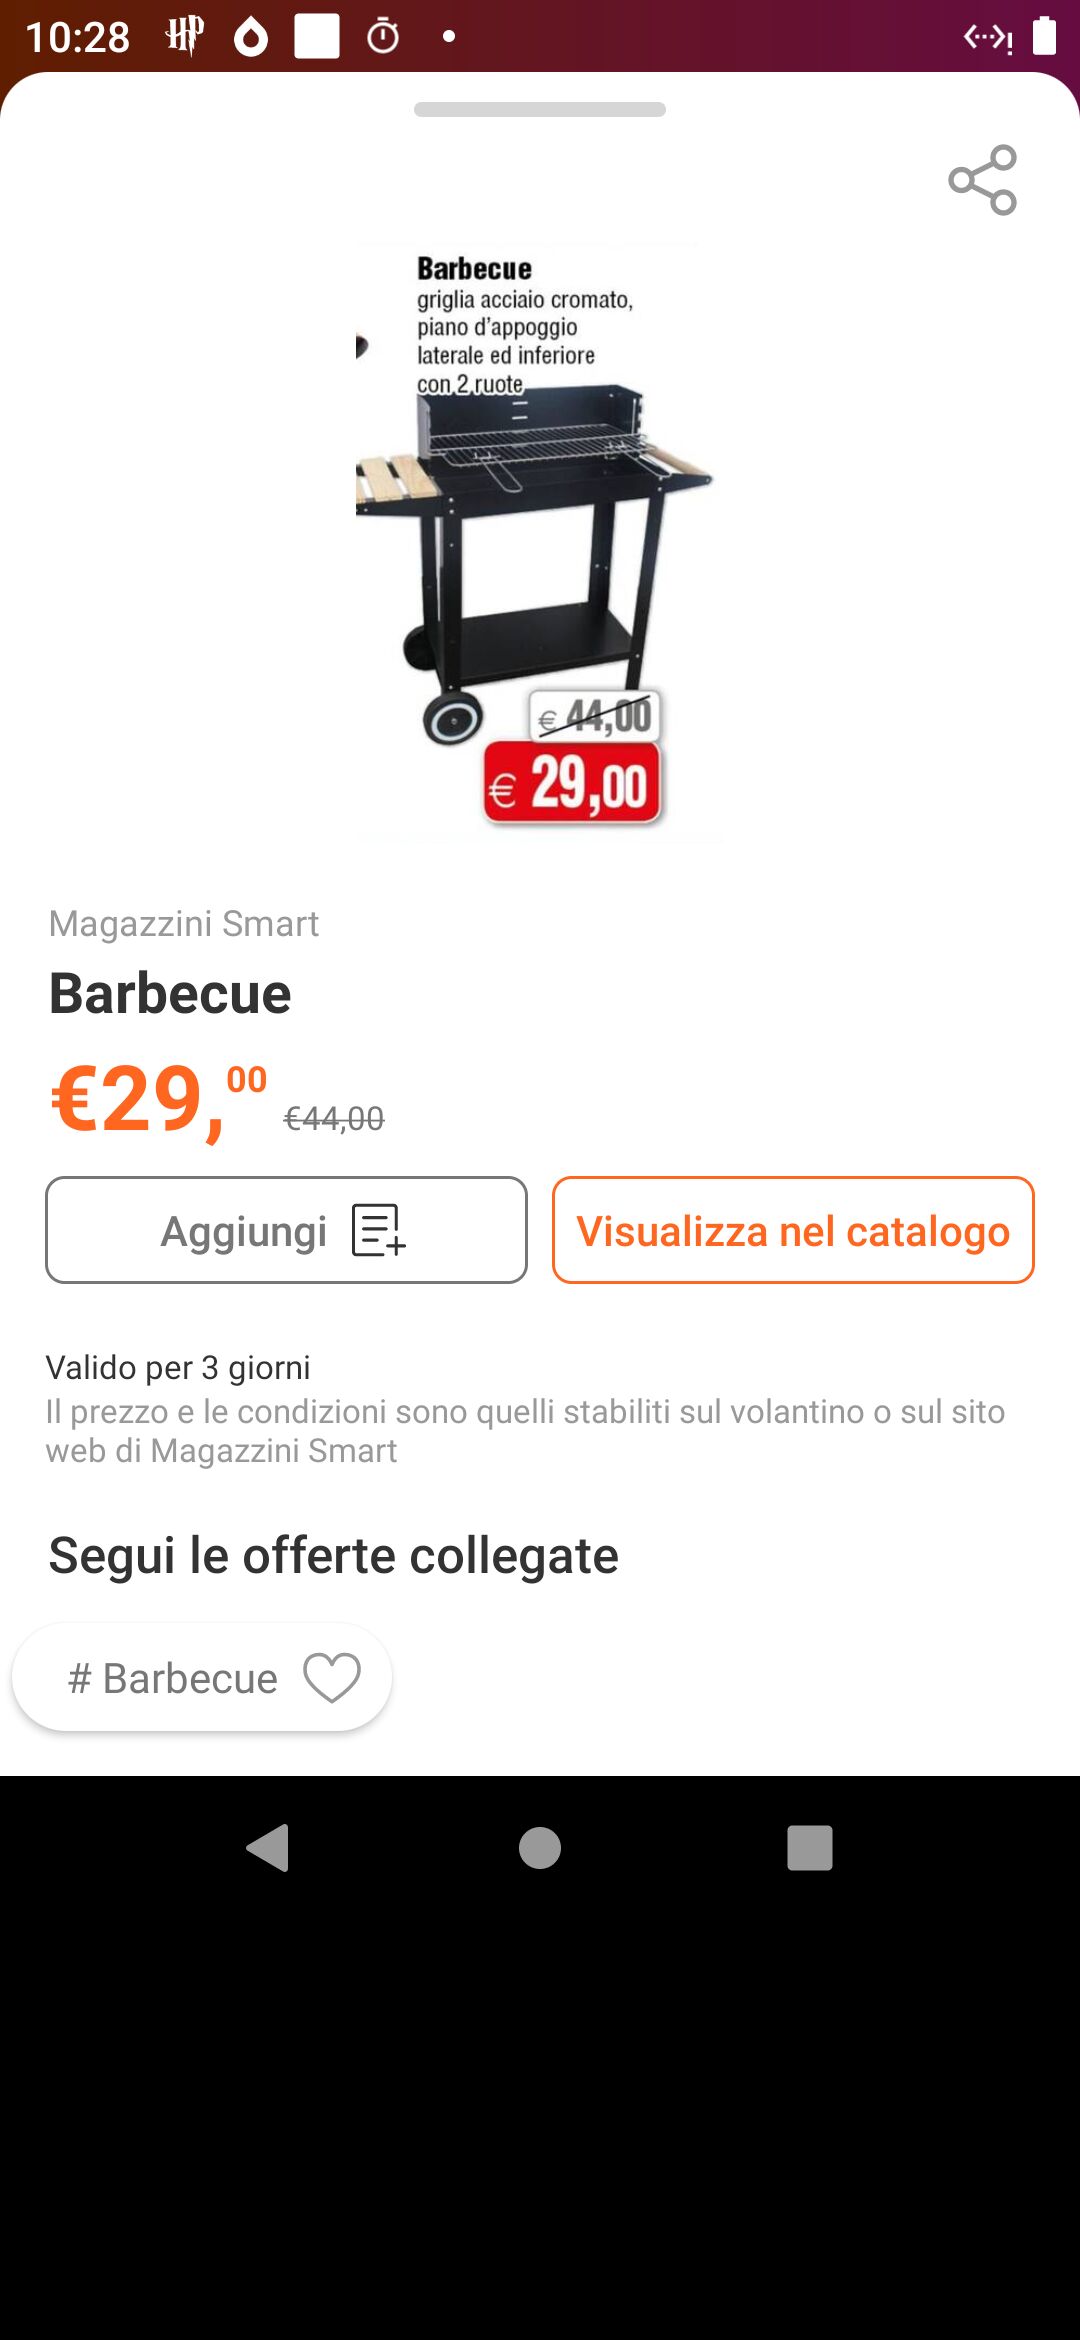 10:28
Barbecue
griglia acciaio cromato,
piano d'appoggio
laterale ed inferiore
con 2 ruote
€ 44,00
€ 29,00
Magazzini Smart
Barbecue
€29,00 €44,00
Aggiungi
Visualizza nel catalogo
Valido per 3 giorni
Il prezzo e le condizioni sono quelli stabiliti sul volantino o sul sito
web di Magazzini Smart
Segui le offerte collegate
# Barbecue